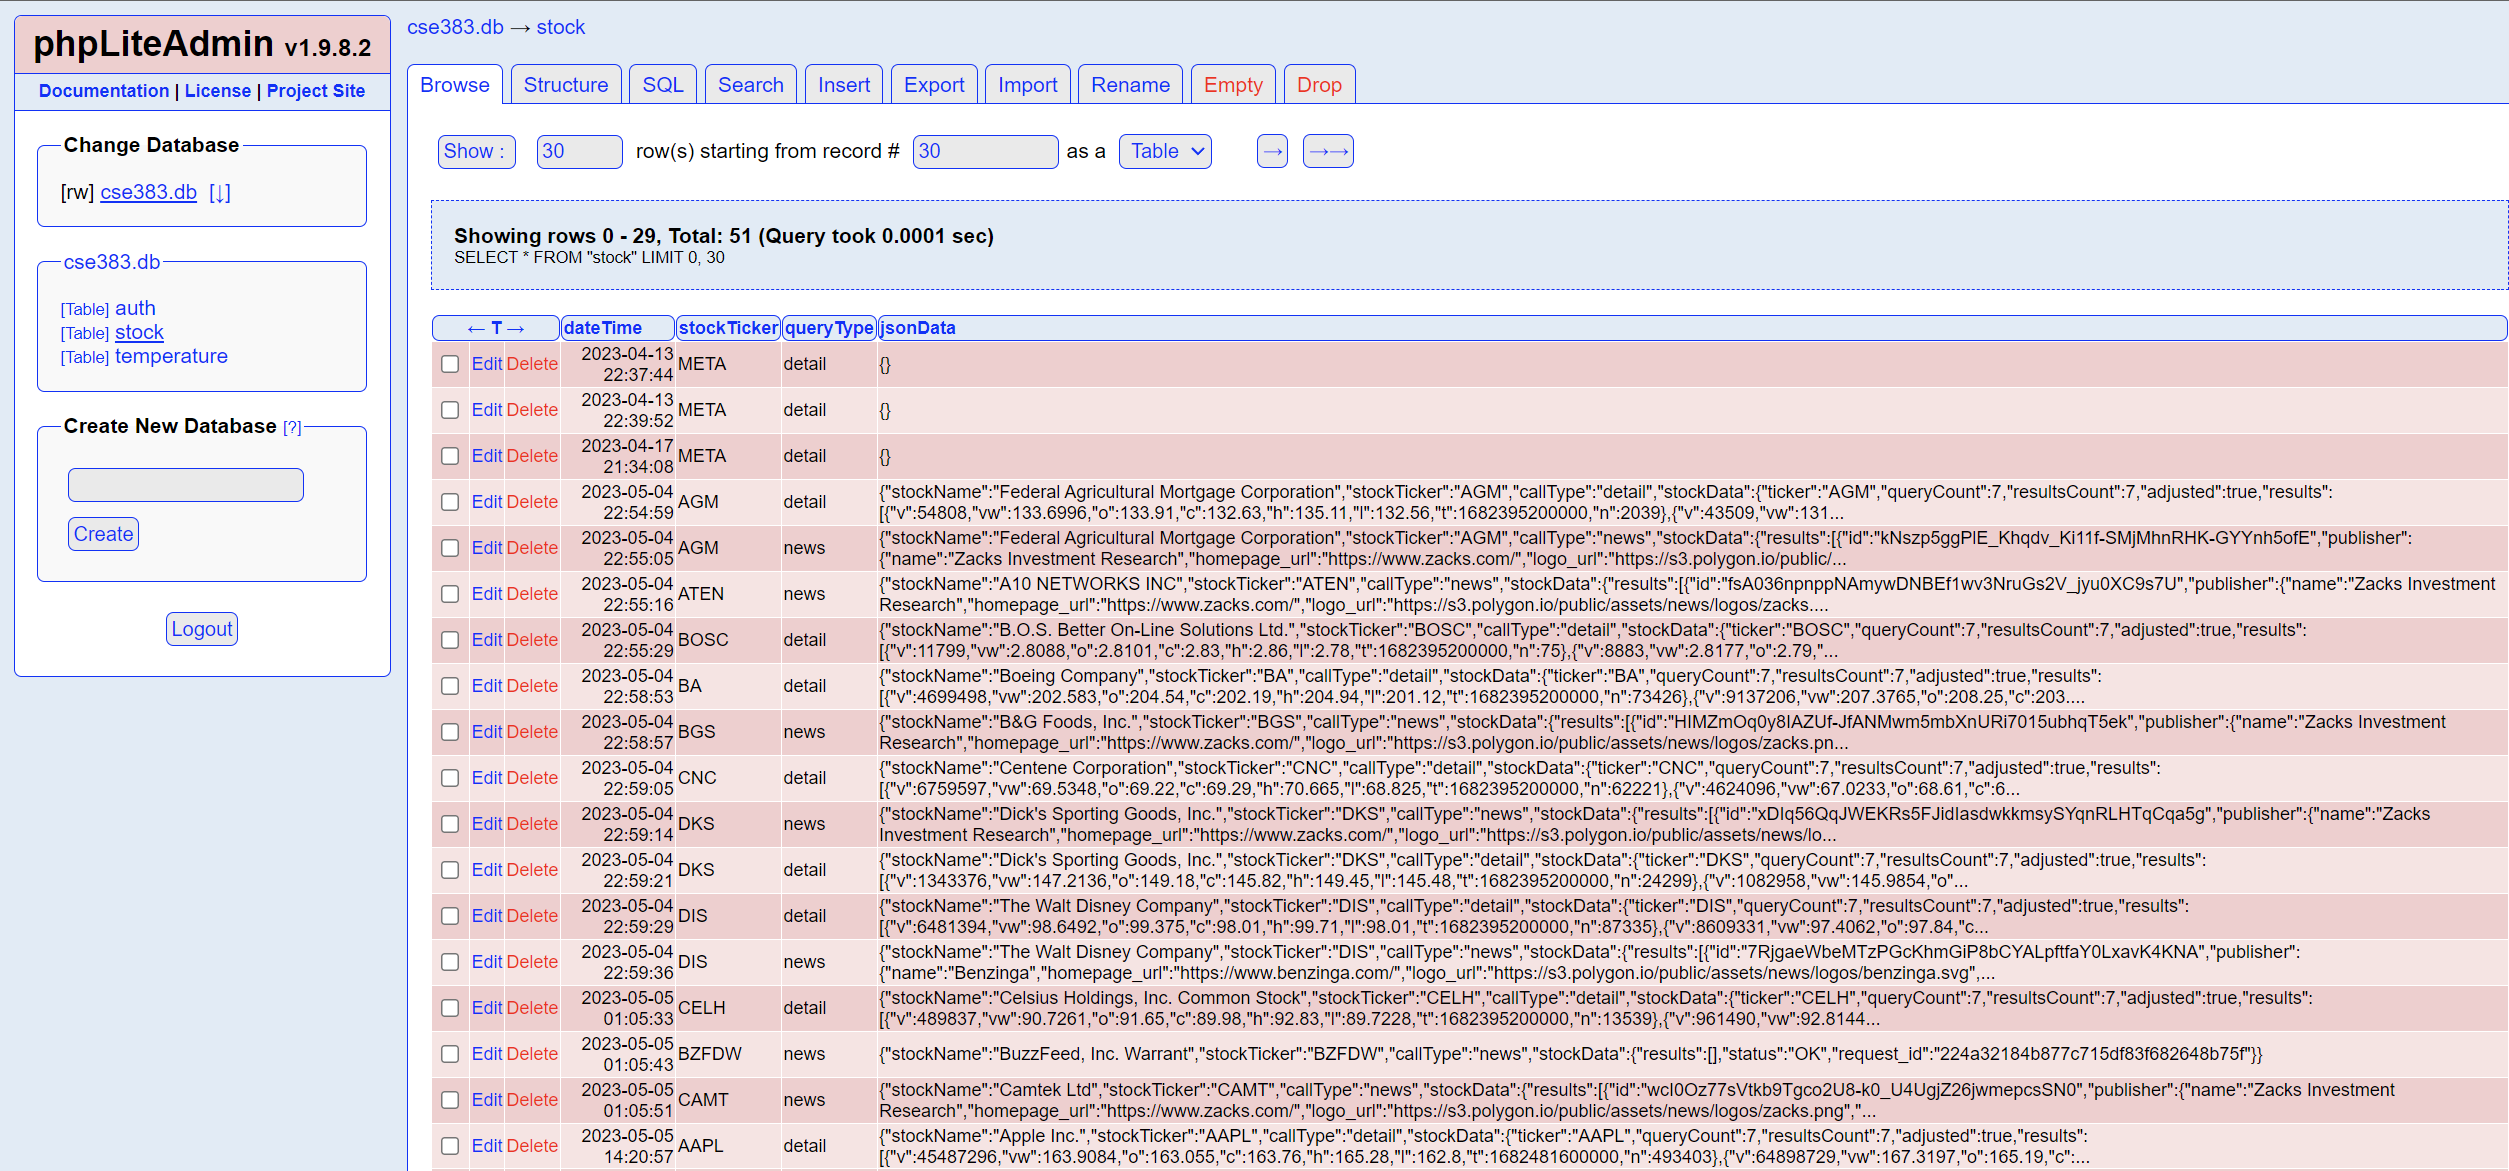 phpLiteAdmin v1.9.8.2
Documentation | License | Project Site
Change Database
[rw] cse383.db [↓]
cse383.db
[Table] auth
[Table] stock
[Table] temperature
Create New Database [?]
Create
Logout
cse383.db → stock
Browse Structure SQL Search Insert Export Import Rename Empty Drop
Show : 30 row(s) starting from record # 30 as a Table → →→
Showing rows 0 - 29, Total: 51 (Query took 0.0001 sec)
SELECT * FROM "stock" LIMIT 0, 30
← T → dateTime stockTicker queryType jsonData
Edit Delete 2023-04-13 22:37:44 META detail {}
Edit Delete 2023-04-13 22:39:52 META detail {}
Edit Delete 2023-04-17 21:34:08 META detail {}
Edit Delete 2023-05-04 22:54:59 AGM detail {"stockName":"Federal Agricultural Mortgage Corporation","stockTicker":"AGM","callType":"detail","stockData":{"ticker":"AGM","queryCount":7,"resultsCount":7,"adjusted":true,"results":
[{"v":54808,"vw":133.6996,"o":133.91,"c":132.63,"h":135.11,"l":132.56,"t":1682395200000,"n":2039},{"v":43509,"vw":131...
Edit Delete 2023-05-04 22:55:05 AGM news {"stockName":"Federal Agricultural Mortgage Corporation","stockTicker":"AGM","callType":"news","stockData":{"results":[{"id":"kNszp5ggPlE_Khqdv_Ki11f-SMjMhnRHK-GYYnh5ofE","publisher":
{"name":"Zacks Investment Research","homepage_url":"https://www.zacks.com/","logo_url":"https://s3.polygon.io/public/...
Edit Delete 2023-05-04 22:55:16 ATEN news {"stockName":"A10 NETWORKS INC","stockTicker":"ATEN","callType":"news","stockData":{"results":[{"id":"fsA036npnppNAmywDNBEf1wv3NruGs2V_jyu0XC9s7U","publisher":{"name":"Zacks Investment
Research","homepage_url":"https://www.zacks.com/","logo_url":"https://s3.polygon.io/public/assets/news/logos/zacks....
Edit Delete 2023-05-04 22:55:29 BOSC detail {"stockName":"B.O.S. Better On-Line Solutions Ltd.","stockTicker":"BOSC","callType":"detail","stockData":{"ticker":"BOSC","queryCount":7,"resultsCount":7,"adjusted":true,"results":
[{"v":11799,"vw":2.8088,"o":2.8101,"c":2.83,"h":2.86,"l":2.78,"t":1682395200000,"n":75},{"v":8883,"vw":2.8177,"o":2.79,"...
Edit Delete 2023-05-04 22:58:53 BA detail {"stockName":"Boeing Company","stockTicker":"BA","callType":"detail","stockData":{"ticker":"BA","queryCount":7,"resultsCount":7,"adjusted":true,"results":
[{"v":4699498,"vw":202.583,"o":204.54,"c":202.19,"h":204.94,"l":201.12,"t":1682395200000,"n":73426},{"v":9137206,"vw":207.3765,"o":208.25,"c":203....
Edit Delete 2023-05-04 22:58:57 BGS news {"stockName":"B&G Foods, Inc.","stockTicker":"BGS","callType":"news","stockData":{"results":[{"id":"HIMZmOq0y8IAZUf-JfANMwm5mbXnURi7015ubhqT5ek","publisher":{"name":"Zacks Investment
Research","homepage_url":"https://www.zacks.com/","logo_url":"https://s3.polygon.io/public/assets/news/logos/zacks.pn...
Edit Delete 2023-05-04 22:59:05 CNC detail {"stockName":"Centene Corporation","stockTicker":"CNC","callType":"detail","stockData":{"ticker":"CNC","queryCount":7,"resultsCount":7,"adjusted":true,"results":
[{"v":6759597,"vw":69.5348,"o":69.22,"c":69.29,"h":70.665,"l":68.825,"t":1682395200000,"n":62221},{"v":4624096,"vw":67.0233,"o":68.61,"c":6...
Edit Delete 2023-05-04 22:59:14 DKS news {"stockName":"Dick's Sporting Goods, Inc.","stockTicker":"DKS","callType":"news","stockData":{"results":[{"id":"xDIq56QqJWEKRs5FJidIasdwkkmsySYqnRLHTqCqa5g","publisher":{"name":"Zacks
Investment Research","homepage_url":"https://www.zacks.com/","logo_url":"https://s3.polygon.io/public/assets/news/lo...
Edit Delete 2023-05-04 22:59:21 DKS detail {"stockName":"Dick's Sporting Goods, Inc.","stockTicker":"DKS","callType":"detail","stockData":{"ticker":"DKS","queryCount":7,"resultsCount":7,"adjusted":true,"results":
[{"v":1343376,"vw":147.2136,"o":149.18,"c":145.82,"h":149.45,"l":145.48,"t":1682395200000,"n":24299},{"v":1082958,"vw":145.9854,"o"...
Edit Delete 2023-05-04 22:59:29 DIS detail {"stockName":"The Walt Disney Company","stockTicker":"DIS","callType":"detail","stockData":{"ticker":"DIS","queryCount":7,"resultsCount":7,"adjusted":true,"results":
[{"v":6481394,"vw":98.6492,"o":99.375,"c":98.01,"h":99.71,"l":98.01,"t":1682395200000,"n":87335},{"v":8609331,"vw":97.4062,"o":97.84,"c...
Edit Delete 2023-05-04 22:59:36 DIS news {"stockName":"The Walt Disney Company","stockTicker":"DIS","callType":"news","stockData":{"results":[{"id":"7RjgaeWbeMTzPGcKhmGiP8bCYALpftfaY0LxavK4KNA","publisher":
{"name":"Benzinga","homepage_url":"https://www.benzinga.com/","logo_url":"https://s3.polygon.io/public/assets/news/logos/benzinga.svg",...
Edit Delete 2023-05-05 01:05:33 CELH detail {"stockName":"Celsius Holdings, Inc. Common Stock","stockTicker":"CELH","callType":"detail","stockData":{"ticker":"CELH","queryCount":7,"resultsCount":7,"adjusted":true,"results":
[{"v":489837,"vw":90.7261,"o":91.65,"c":89.98,"h":92.83,"l":89.7228,"t":1682395200000,"n":13539},{"v":961490,"vw":92.8144...
Edit Delete 2023-05-05 01:05:43 BZFDW news {"stockName":"BuzzFeed, Inc. Warrant","stockTicker":"BZFDW","callType":"news","stockData":{"results":[],"status":"OK","request_id":"224a32184b877c715df83f682648b75f"}}
Edit Delete 2023-05-05 01:05:51 CAMT news {"stockName":"Camtek Ltd","stockTicker":"CAMT","callType":"news","stockData":{"results":[{"id":"wcI0Oz77sVtkb9Tgco2U8-k0_U4UgjZ26jwmepcsSN0","publisher":{"name":"Zacks Investment
Research","homepage_url":"https://www.zacks.com/","logo_url":"https://s3.polygon.io/public/assets/news/logos/zacks.png","...
Edit Delete 2023-05-05 14:20:57 AAPL detail {"stockName":"Apple Inc.","stockTicker":"AAPL","callType":"detail","stockData":{"ticker":"AAPL","queryCount":7,"resultsCount":7,"adjusted":true,"results":
[{"v":45487296,"vw":163.9084,"o":163.055,"c":163.76,"h":165.28,"l":162.8,"t":1682481600000,"n":493403},{"v":64898729,"vw":167.3197,"o":165.19,"c":...